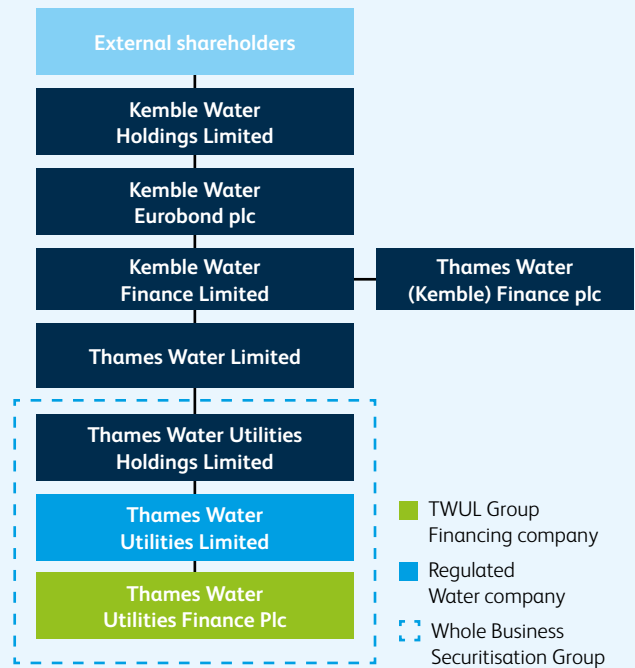 External shareholders
Kemble Water
Holdings Limited
Kemble Water
Eurobond plc
Kemble Water
Finance Limited
Thames Water
(Kemble) Finance plc
Thames Water Limited
Thames Water Utilities
Holdings Limited
Thames Water
Utilities Limited
Thames Water
Utilities Finance Plc
TWUL Group
Financing company
Regulated
Water company
Whole Business
Securitisation Group